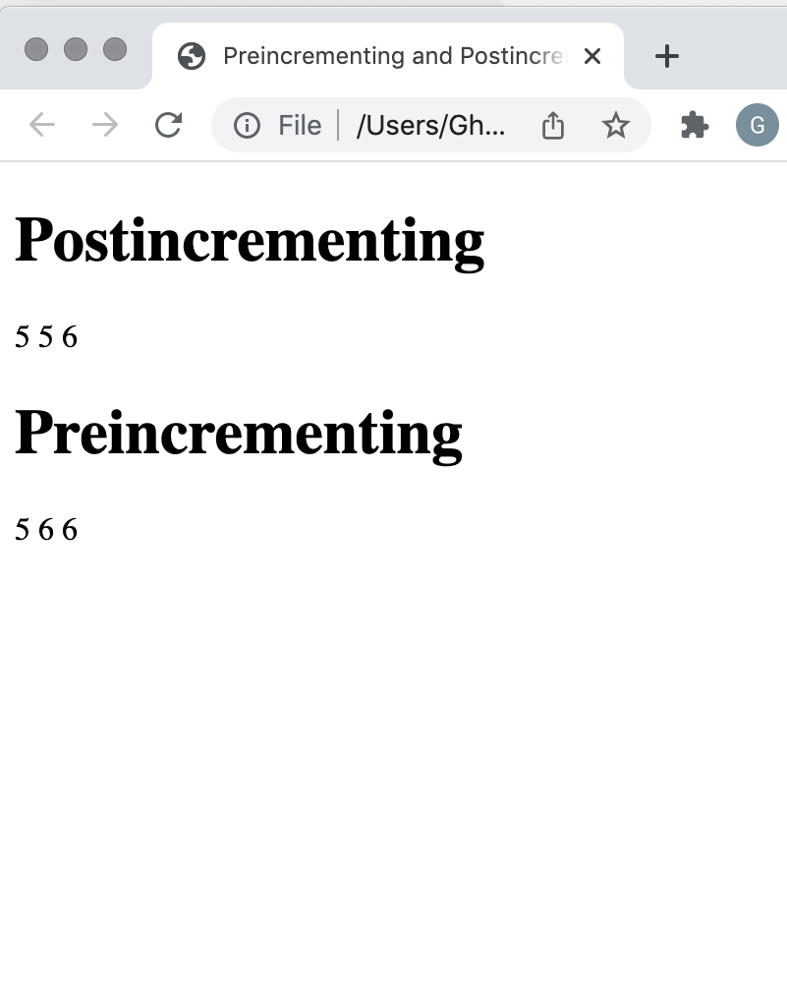 Preincrementing and Postincre
File /Users/Gh... G
Postincrementing
5 5 6
Preincrementing
5 6 6